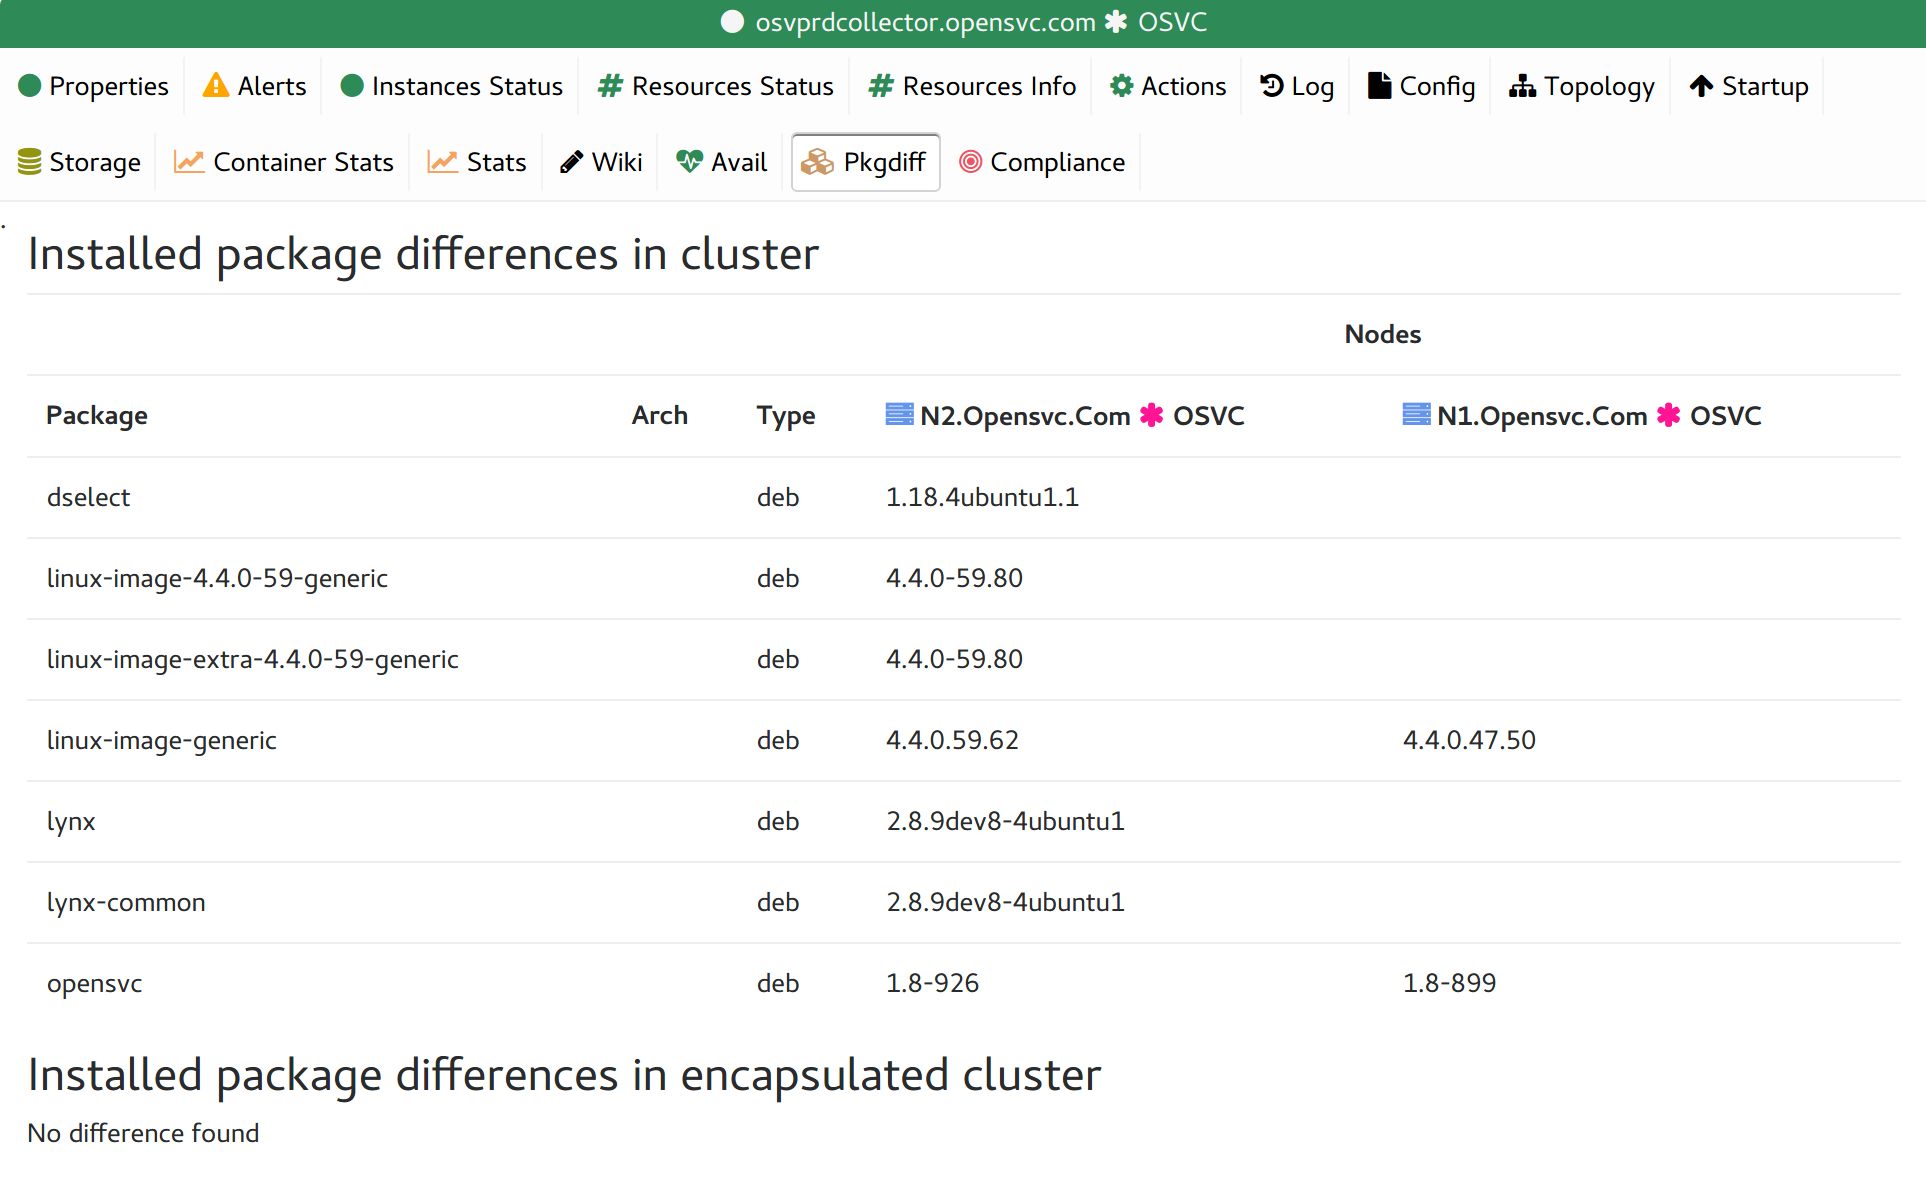 osvprdcollector.opensvc.com OSVC
Properties Alerts Instances Status # Resources Status # Resources Info Actions Log Config Topology Startup
Storage Container Stats Stats Wiki Avail Pkgdiff Compliance
.
Installed package differences in cluster
Nodes
Package Arch Type N2.Opensvc.Com OSVC N1.Opensvc.Com OSVC
dselect deb 1.18.4ubuntu1.1
linux-image-4.4.0-59-generic deb 4.4.0-59.80
linux-image-extra-4.4.0-59-generic deb 4.4.0-59.80
linux-image-generic deb 4.4.0.59.62 4.4.0.47.50
lynx deb 2.8.9dev8-4ubuntu1
lynx-common deb 2.8.9dev8-4ubuntu1
opensvc deb 1.8-926 1.8-899
Installed package differences in encapsulated cluster
No difference found